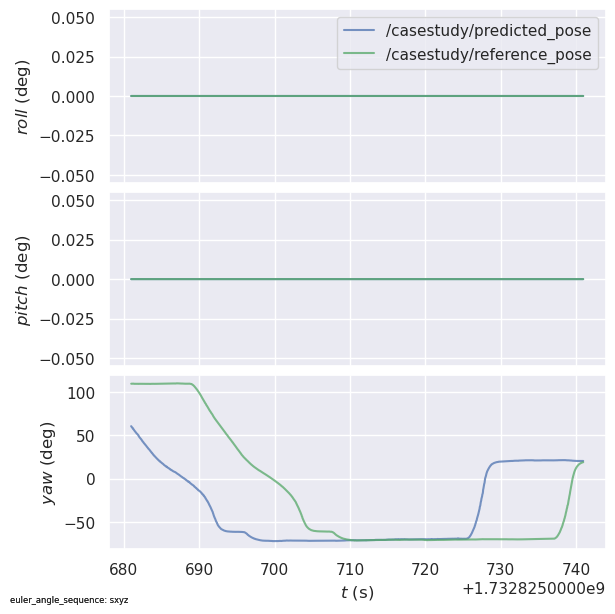 /casestudy/predicted_pose
/casestudy/reference_pose
0.050
0.025
0.000
−0.025
−0.050
roll (deg)
0.050
0.025
0.000
−0.025
−0.050
pitch (deg)
100
50
0
−50
yaw (deg)
680 690 700 710 720 730 740
t (s)
+1.7328250000e9
euler_angle_sequence: sxyz